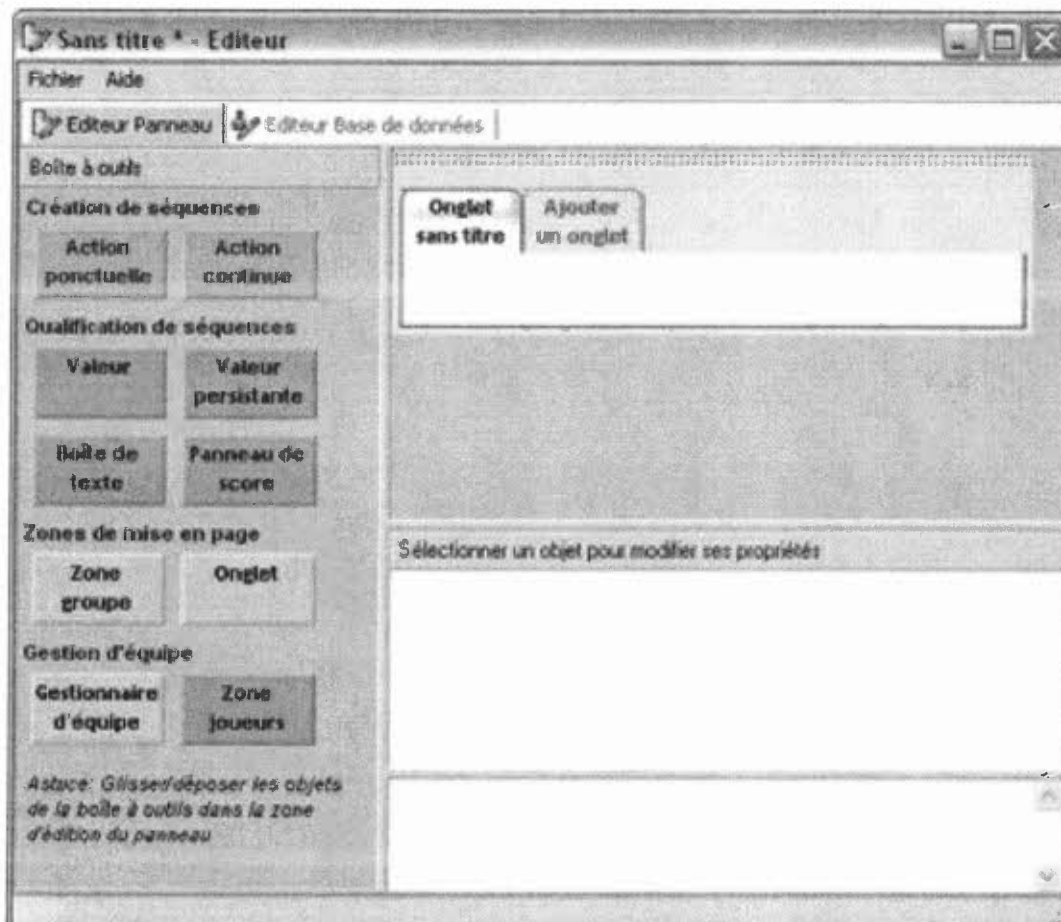 Sans titre * - Editeur
Fichier Aide
Editeur Panneau Editeur Base de données
Boîte à outils
Création de séquences
Action
ponctuelle
Action
continue
Qualification de séquences
Valeur
Valeur
persistante
Boîte de
texte
Panneau de
score
Zones de mise en page
Zone
groupe
Onglet
Gestion d'équipe
Gestionnaire
d'équipe
Zone
joueurs
Astuce: Glisser/déposer les objets
de la boîte à outils dans la zone
d'édition du panneau
Onglet
sans titre
Ajouter
un onglet
Sélectionner un objet pour modifier ses propriétés